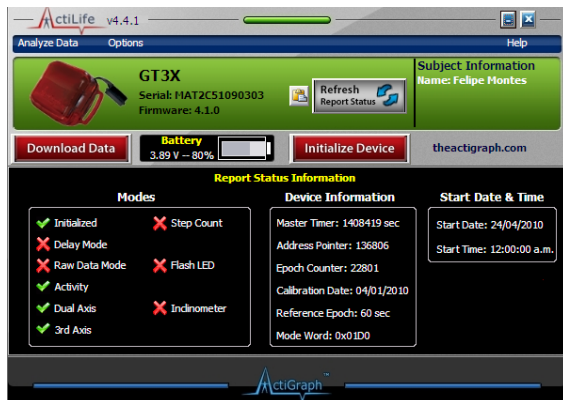 ActiLife v4.4.1
Analyze Data Options Help
GT3X
Serial: MAT2C51090303
Firmware: 4.1.0
Refresh
Report Status
Subject Information
Name: Felipe Montes
Download Data
Battery
3.89 V -- 80%
Initialize Device
theactigraph.com
Report Status Information
Modes
Initialized
Step Count
Delay Mode
Raw Data Mode
Flash LED
Activity
Dual Axis
Inclinometer
3rd Axis
Device Information
Master Timer: 1408419 sec
Address Pointer: 136806
Epoch Counter: 22801
Calibration Date: 04/01/2010
Reference Epoch: 60 sec
Mode Word: 0x01D0
Start Date & Time
Start Date: 24/04/2010
Start Time: 12:00:00 a.m.
ActiGraph™